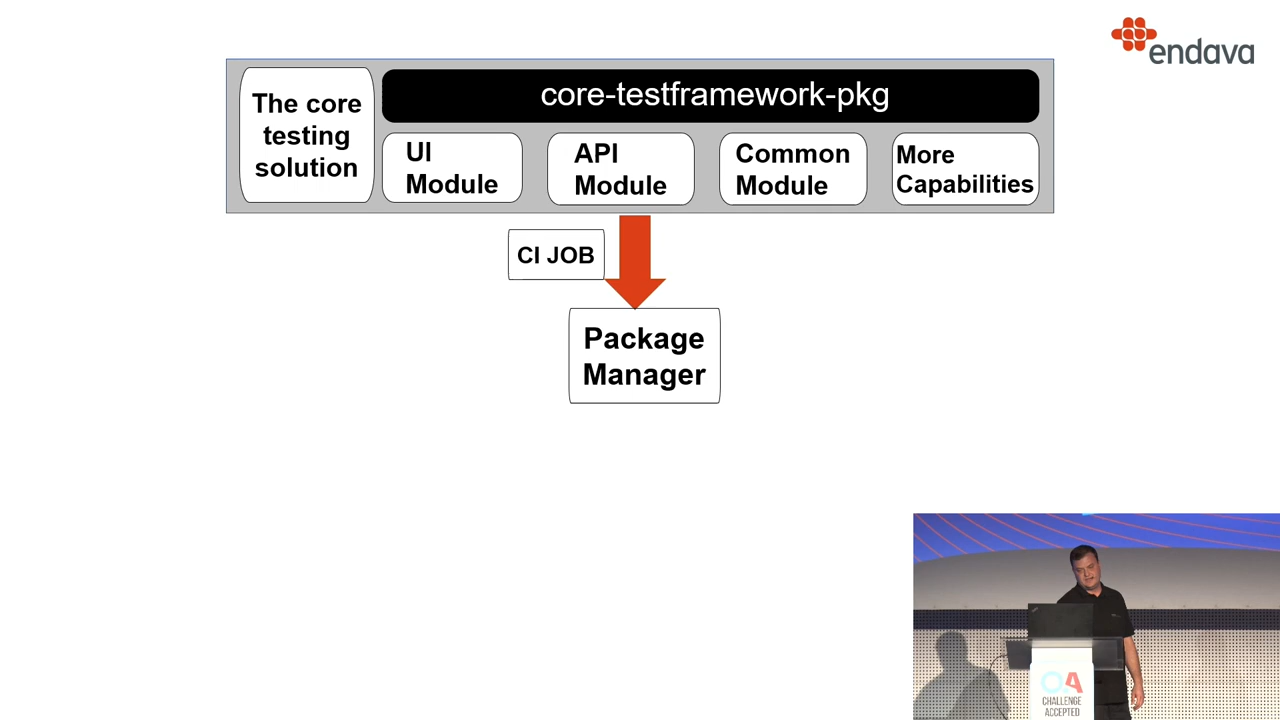 endava
The core
testing
solution
core-testframework-pkg
UI
Module
API
Module
Common
Module
More
Capabilities
CI JOB
Package
Manager
QA
CHALLENGE
ACCEPTED